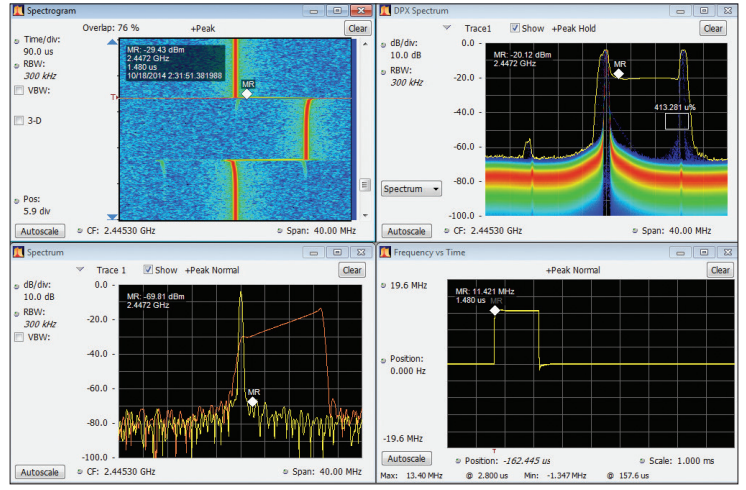 Spectrogram
Overlap: 76 %
+Peak
Clear
Time/div:
90.0 us
RBW:
300 kHz
VBW:
3-D
Pos:
5.9 div
Autoscale
MR: -29.43 dBm
2.4472 GHz
1.480 us
10/18/2014 2:31:51.381988
MR
T
CF: 2.44530 GHz
Span: 40.00 MHz
DPX Spectrum
Trace1
Show
+Peak Hold
Clear
dB/div:
10.0 dB
RBW:
300 kHz
Spectrum
Autoscale
0.0
-20.0
-40.0
-60.0
-80.0
-100.0
MR: -20.12 dBm
2.4472 GHz
MR
413.281 u%
CF: 2.44530 GHz
Span: 40.00 MHz
Spectrum
Trace 1
Show
+Peak Normal
Clear
dB/div:
10.0 dB
RBW:
300 kHz
VBW:
Autoscale
0.0
-20.0
-40.0
-60.0
-80.0
-100.0
MR: -69.81 dBm
2.4472 GHz
MR
CF: 2.44530 GHz
Span: 40.00 MHz
Frequency vs Time
+Peak Normal
Clear
19.6 MHz
Position:
0.000 Hz
-19.6 MHz
Autoscale
MR: 11.421 MHz
1.480 us
MR
T
Position: -162.445 us
Scale: 1.000 ms
Max: 13.40 MHz @ 2.800 us Min: -1.347 MHz @ 157.6 us